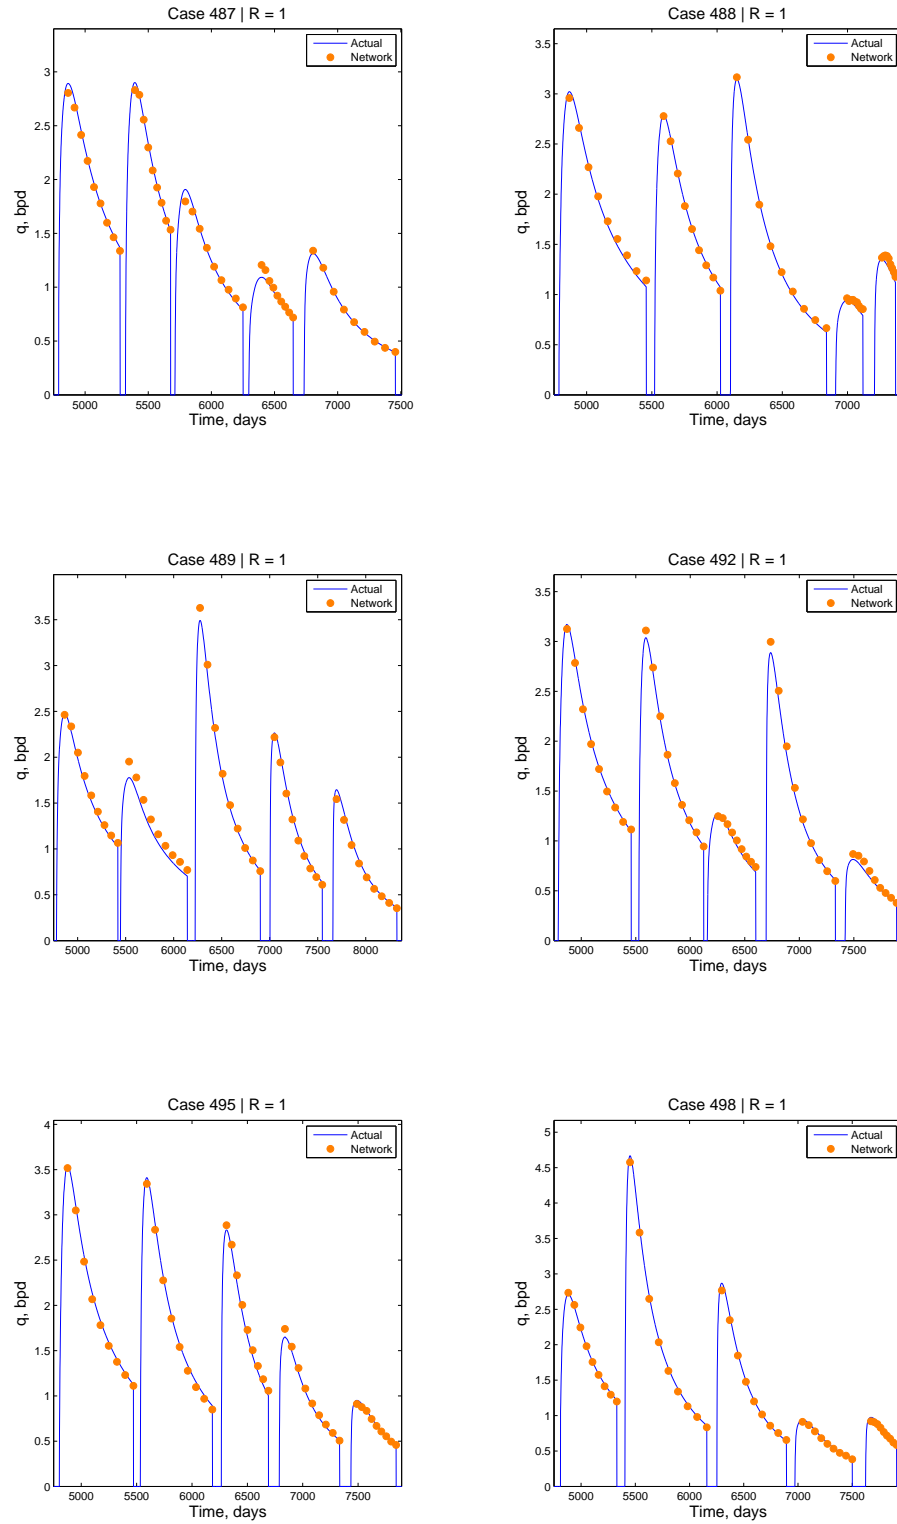 Case 487 | R = 1
Actual
Network
3
2.5
2
1.5
1
0.5
0
q, bpd
5000 5500 6000 6500 7000 7500
Time, days
Case 488 | R = 1
Actual
Network
3.5
3
2.5
2
1.5
1
0.5
0
q, bpd
5000 5500 6000 6500 7000
Time, days
Case 489 | R = 1
Actual
Network
3.5
3
2.5
2
1.5
1
0.5
0
q, bpd
5000 5500 6000 6500 7000 7500 8000
Time, days
Case 492 | R = 1
Actual
Network
3.5
3
2.5
2
1.5
1
0.5
0
q, bpd
5000 5500 6000 6500 7000 7500
Time, days
Case 495 | R = 1
Actual
Network
4
3.5
3
2.5
2
1.5
1
0.5
0
q, bpd
5000 5500 6000 6500 7000 7500
Time, days
Case 498 | R = 1
Actual
Network
5
4.5
4
3.5
3
2.5
2
1.5
1
0.5
0
q, bpd
5000 5500 6000 6500 7000 7500
Time, days